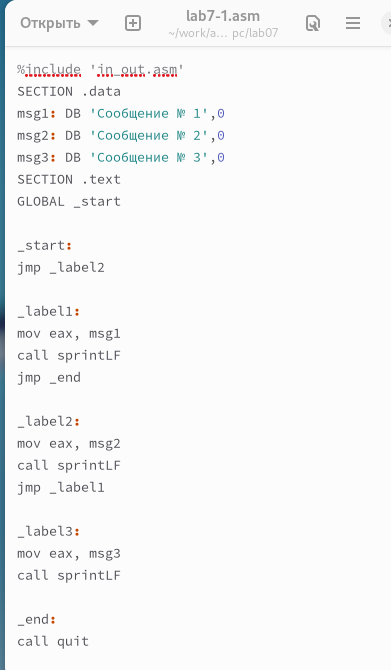 Открыть
lab7-1.asm
~/work/a... pc/lab07
%include 'in_out.asm'
SECTION .data
msg1: DB 'Сообщение № 1',0
msg2: DB 'Сообщение № 2',0
msg3: DB 'Сообщение № 3',0
SECTION .text
GLOBAL _start
_start:
jmp _label2
_label1:
mov eax, msg1
call sprintLF
jmp _end
_label2:
mov eax, msg2
call sprintLF
jmp _label1
_label3:
mov eax, msg3
call sprintLF
_end:
call quit